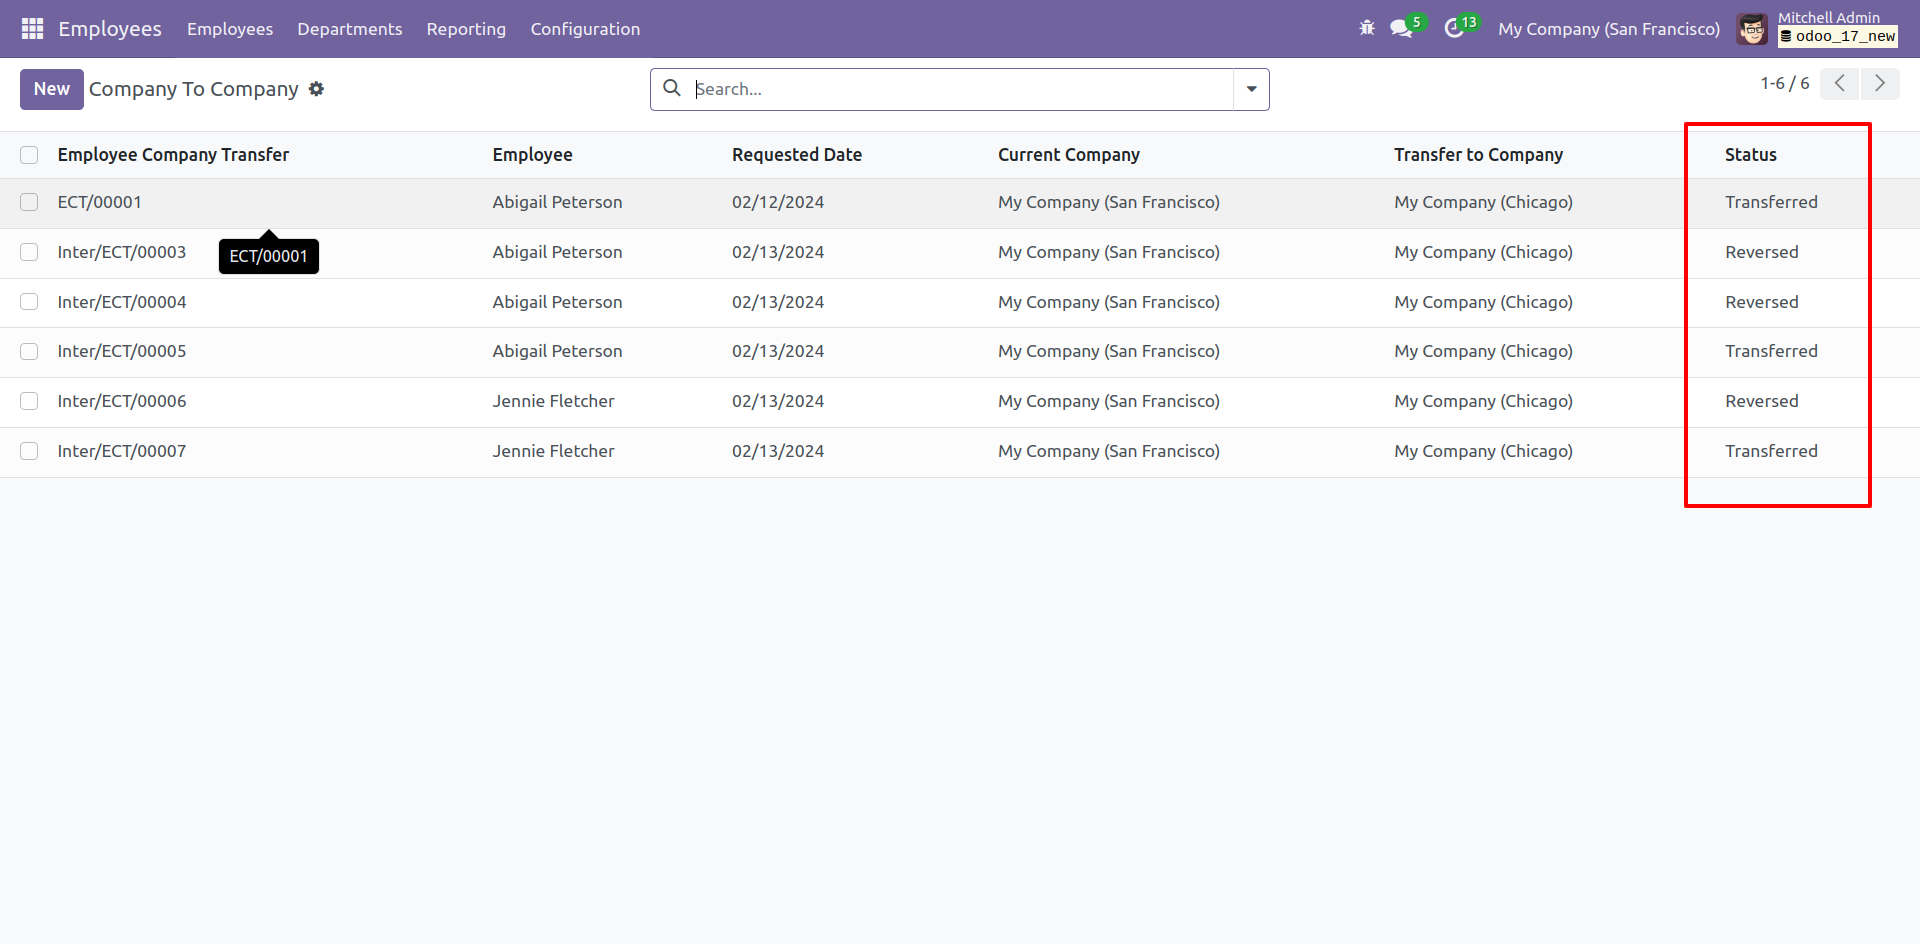 Employees Employees Departments Reporting Configuration 5 13 My Company (San Francisco) Mitchell Admin
odoo_17_new
New Company To Company Search... 1-6 / 6
Employee Company Transfer Employee Requested Date Current Company Transfer to Company Status
ECT/00001 Abigail Peterson 02/12/2024 My Company (San Francisco) My Company (Chicago) Transferred
Inter/ECT/00003 Abigail Peterson 02/13/2024 My Company (San Francisco) My Company (Chicago) Reversed
ECT/00001
Inter/ECT/00004 Abigail Peterson 02/13/2024 My Company (San Francisco) My Company (Chicago) Reversed
Inter/ECT/00005 Abigail Peterson 02/13/2024 My Company (San Francisco) My Company (Chicago) Transferred
Inter/ECT/00006 Jennie Fletcher 02/13/2024 My Company (San Francisco) My Company (Chicago) Reversed
Inter/ECT/00007 Jennie Fletcher 02/13/2024 My Company (San Francisco) My Company (Chicago) Transferred